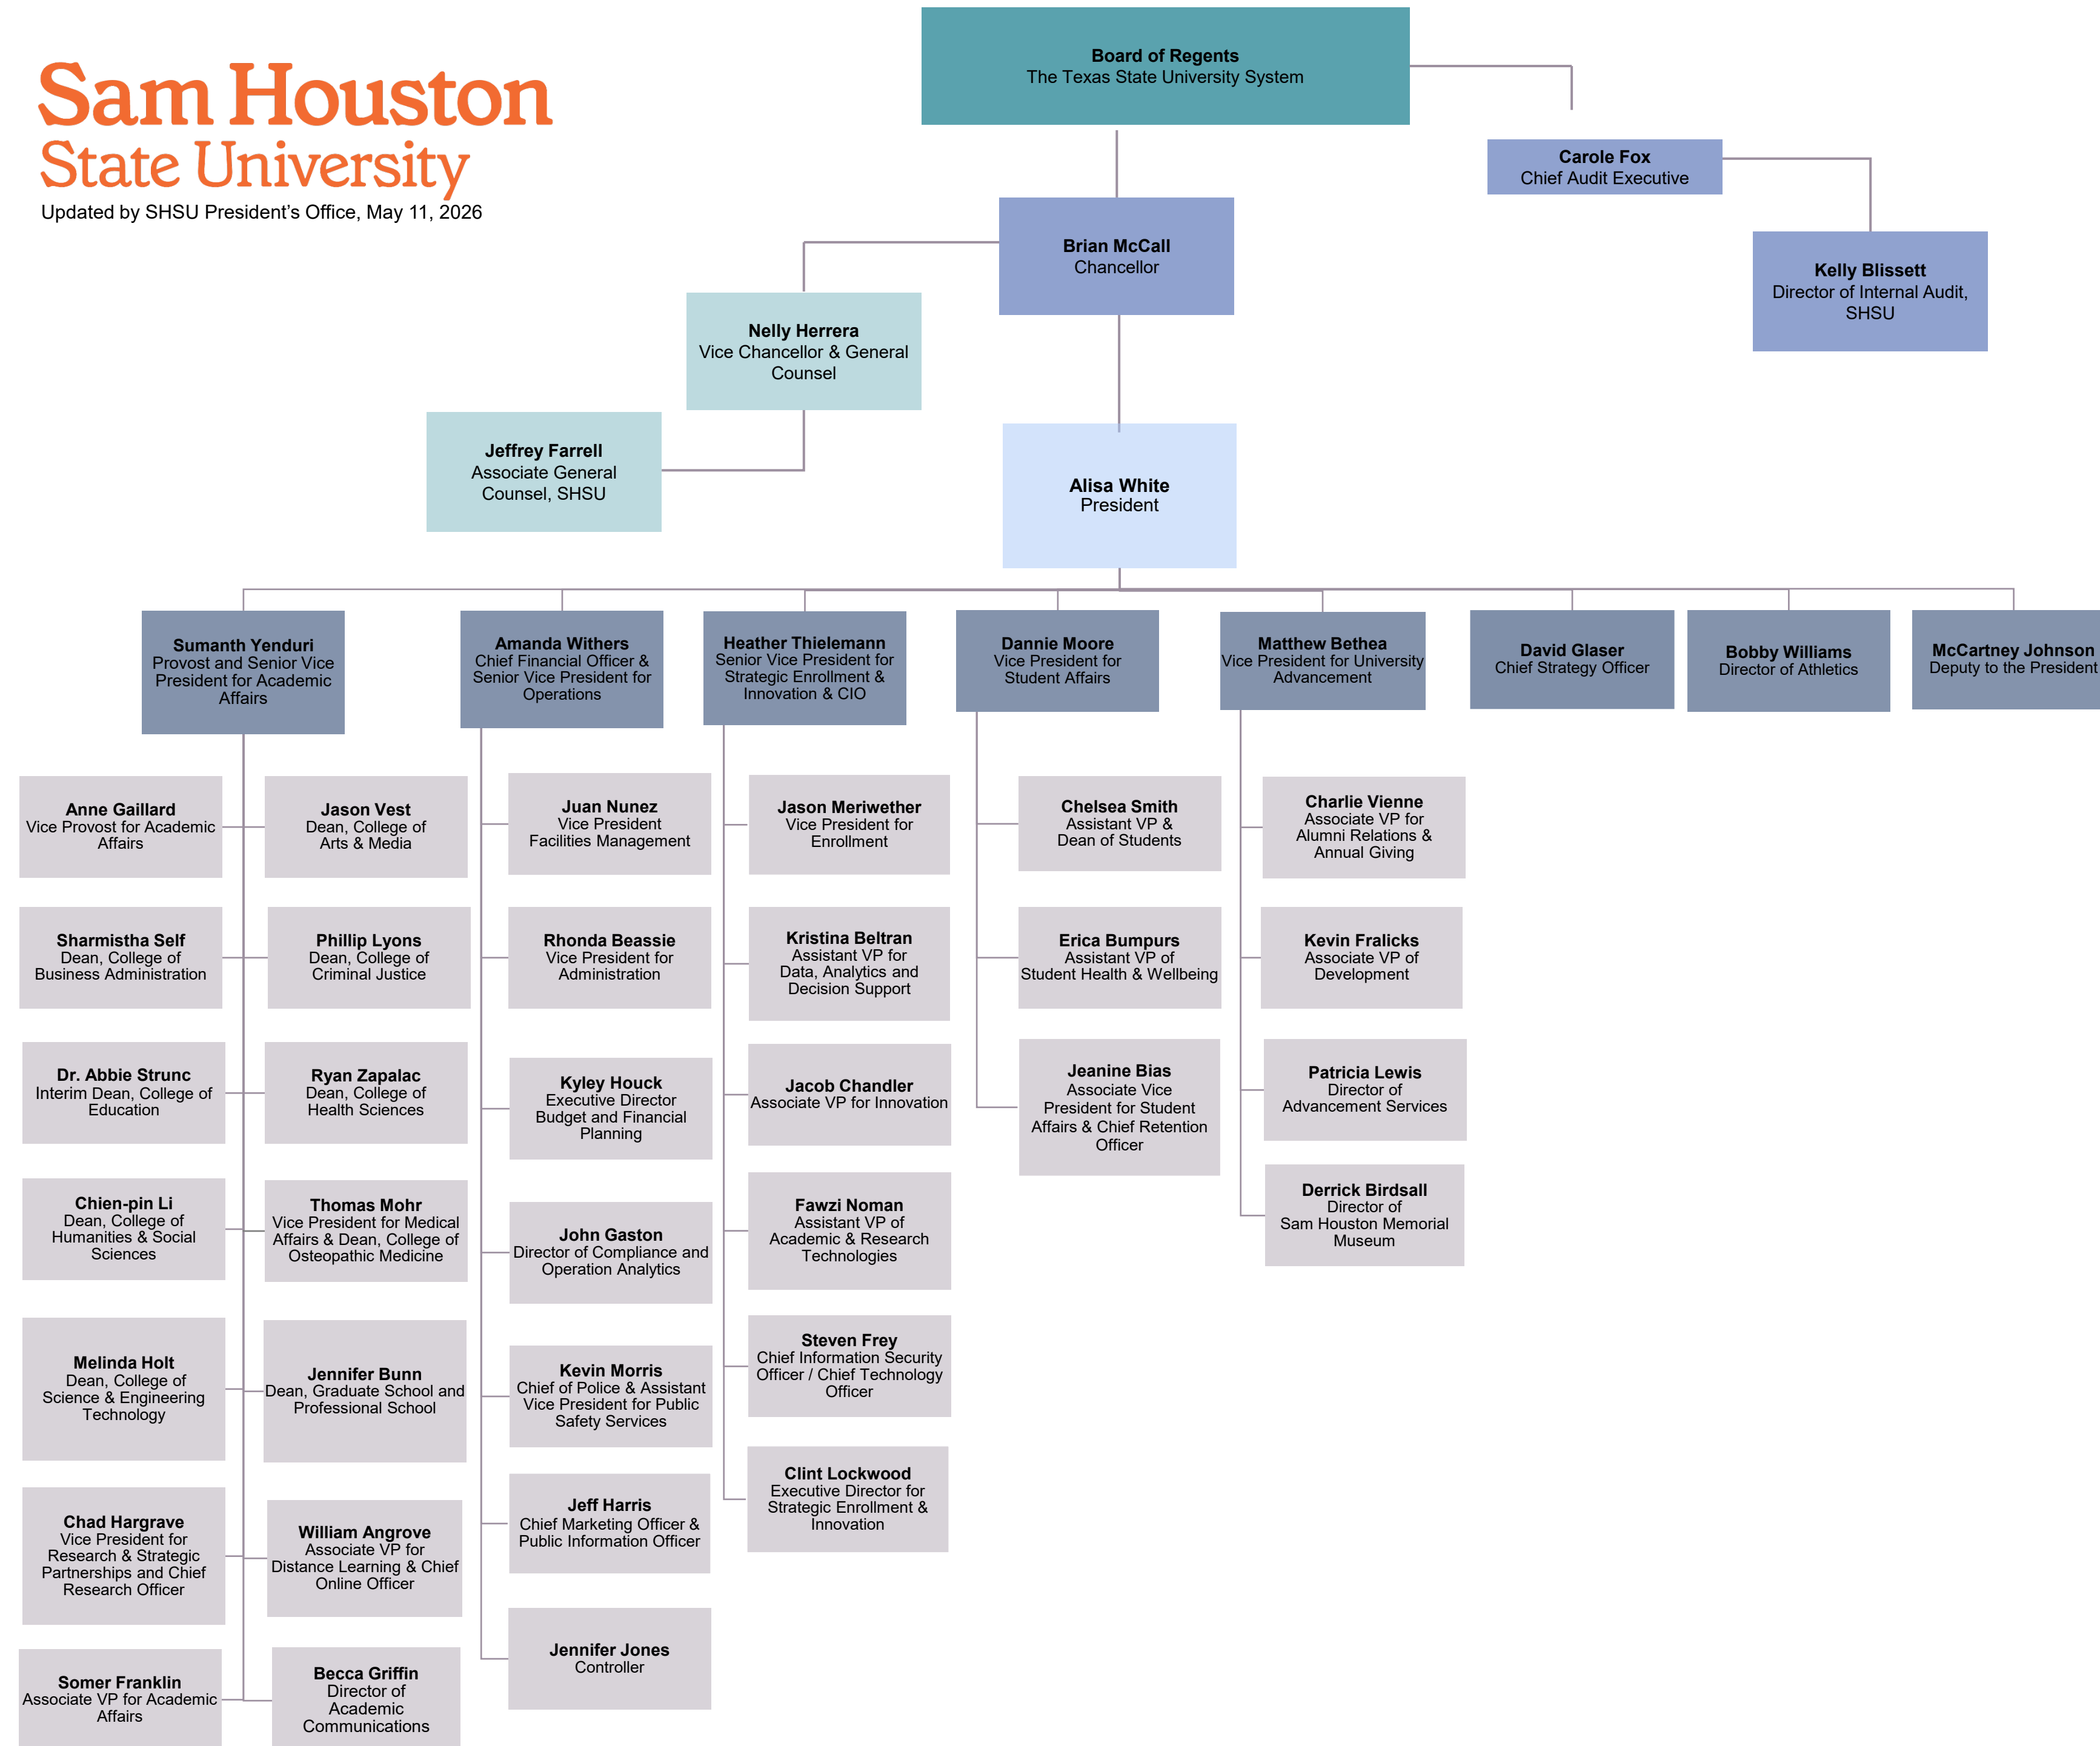 Sam Houston
State University
Updated by SHSU President’s Office, May 11, 2026
Board of Regents
The Texas State University System
Carole Fox
Chief Audit Executive
Kelly Blissett
Director of Internal Audit,
SHSU
Brian McCall
Chancellor
Nelly Herrera
Vice Chancellor & General
Counsel
Jeffrey Farrell
Associate General
Counsel, SHSU
Alisa White
President
Sumanth Yenduri
Provost and Senior Vice
President for Academic
Affairs
Amanda Withers
Chief Financial Officer &
Senior Vice President for
Operations
Heather Thielemann
Senior Vice President for
Strategic Enrollment &
Innovation & CIO
Dannie Moore
Vice President for
Student Affairs
Matthew Bethea
Vice President for University
Advancement
David Glaser
Chief Strategy Officer
Bobby Williams
Director of Athletics
McCartney Johnson
Deputy to the President
Anne Gaillard
Vice Provost for Academic
Affairs
Jason Vest
Dean, College of
Arts & Media
Sharmistha Self
Dean, College of
Business Administration
Phillip Lyons
Dean, College of
Criminal Justice
Dr. Abbie Strunc
Interim Dean, College of
Education
Ryan Zapalac
Dean, College of
Health Sciences
Chien-pin Li
Dean, College of
Humanities & Social
Sciences
Thomas Mohr
Vice President for Medical
Affairs & Dean, College of
Osteopathic Medicine
Melinda Holt
Dean, College of
Science & Engineering
Technology
Jennifer Bunn
Dean, Graduate School and
Professional School
Chad Hargrave
Vice President for
Research & Strategic
Partnerships and Chief
Research Officer
William Angrove
Associate VP for
Distance Learning & Chief
Online Officer
Somer Franklin
Associate VP for Academic
Affairs
Becca Griffin
Director of
Academic
Communications
Juan Nunez
Vice President
Facilities Management
Rhonda Beassie
Vice President for
Administration
Kyley Houck
Executive Director
Budget and Financial
Planning
John Gaston
Director of Compliance and
Operation Analytics
Kevin Morris
Chief of Police & Assistant
Vice President for Public
Safety Services
Jeff Harris
Chief Marketing Officer &
Public Information Officer
Jennifer Jones
Controller
Jason Meriwether
Vice President for
Enrollment
Kristina Beltran
Assistant VP for
Data, Analytics and
Decision Support
Jacob Chandler
Associate VP for Innovation
Fawzi Noman
Assistant VP of
Academic & Research
Technologies
Steven Frey
Chief Information Security
Officer / Chief Technology
Officer
Clint Lockwood
Executive Director for
Strategic Enrollment &
Innovation
Chelsea Smith
Assistant VP &
Dean of Students
Erica Bumpurs
Assistant VP of
Student Health & Wellbeing
Jeanine Bias
Associate Vice
President for Student
Affairs & Chief Retention
Officer
Charlie Vienne
Associate VP for
Alumni Relations &
Annual Giving
Kevin Fralicks
Associate VP of
Development
Patricia Lewis
Director of
Advancement Services
Derrick Birdsall
Director of
Sam Houston Memorial
Museum